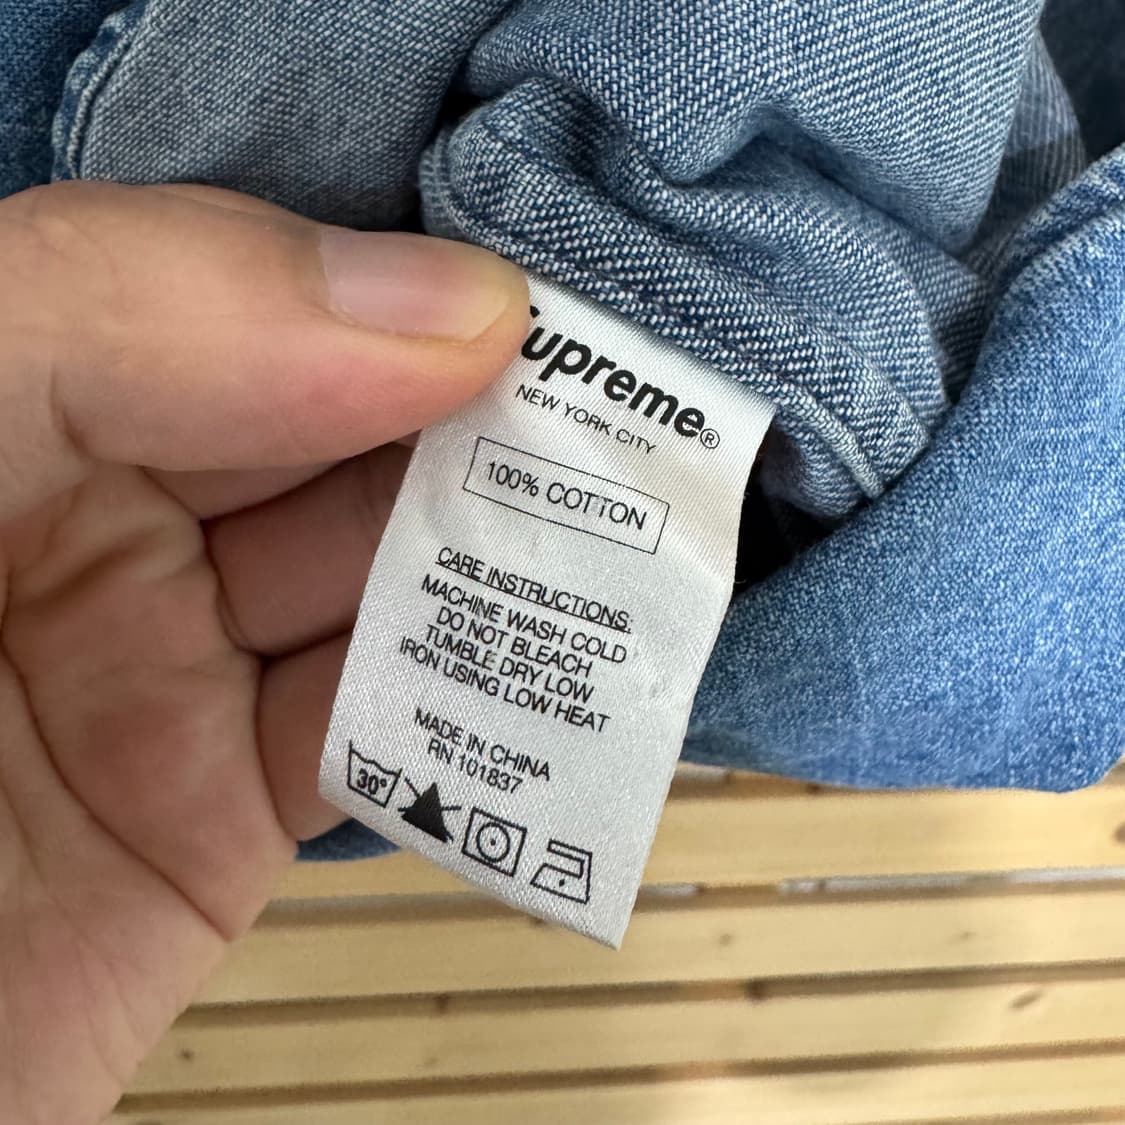 Supreme®
NEW YORK CITY
100% COTTON
CARE INSTRUCTIONS:
MACHINE WASH COLD
DO NOT BLEACH
TUMBLE DRY LOW
IRON USING LOW HEAT
MADE IN CHINA
RN 101837
30°